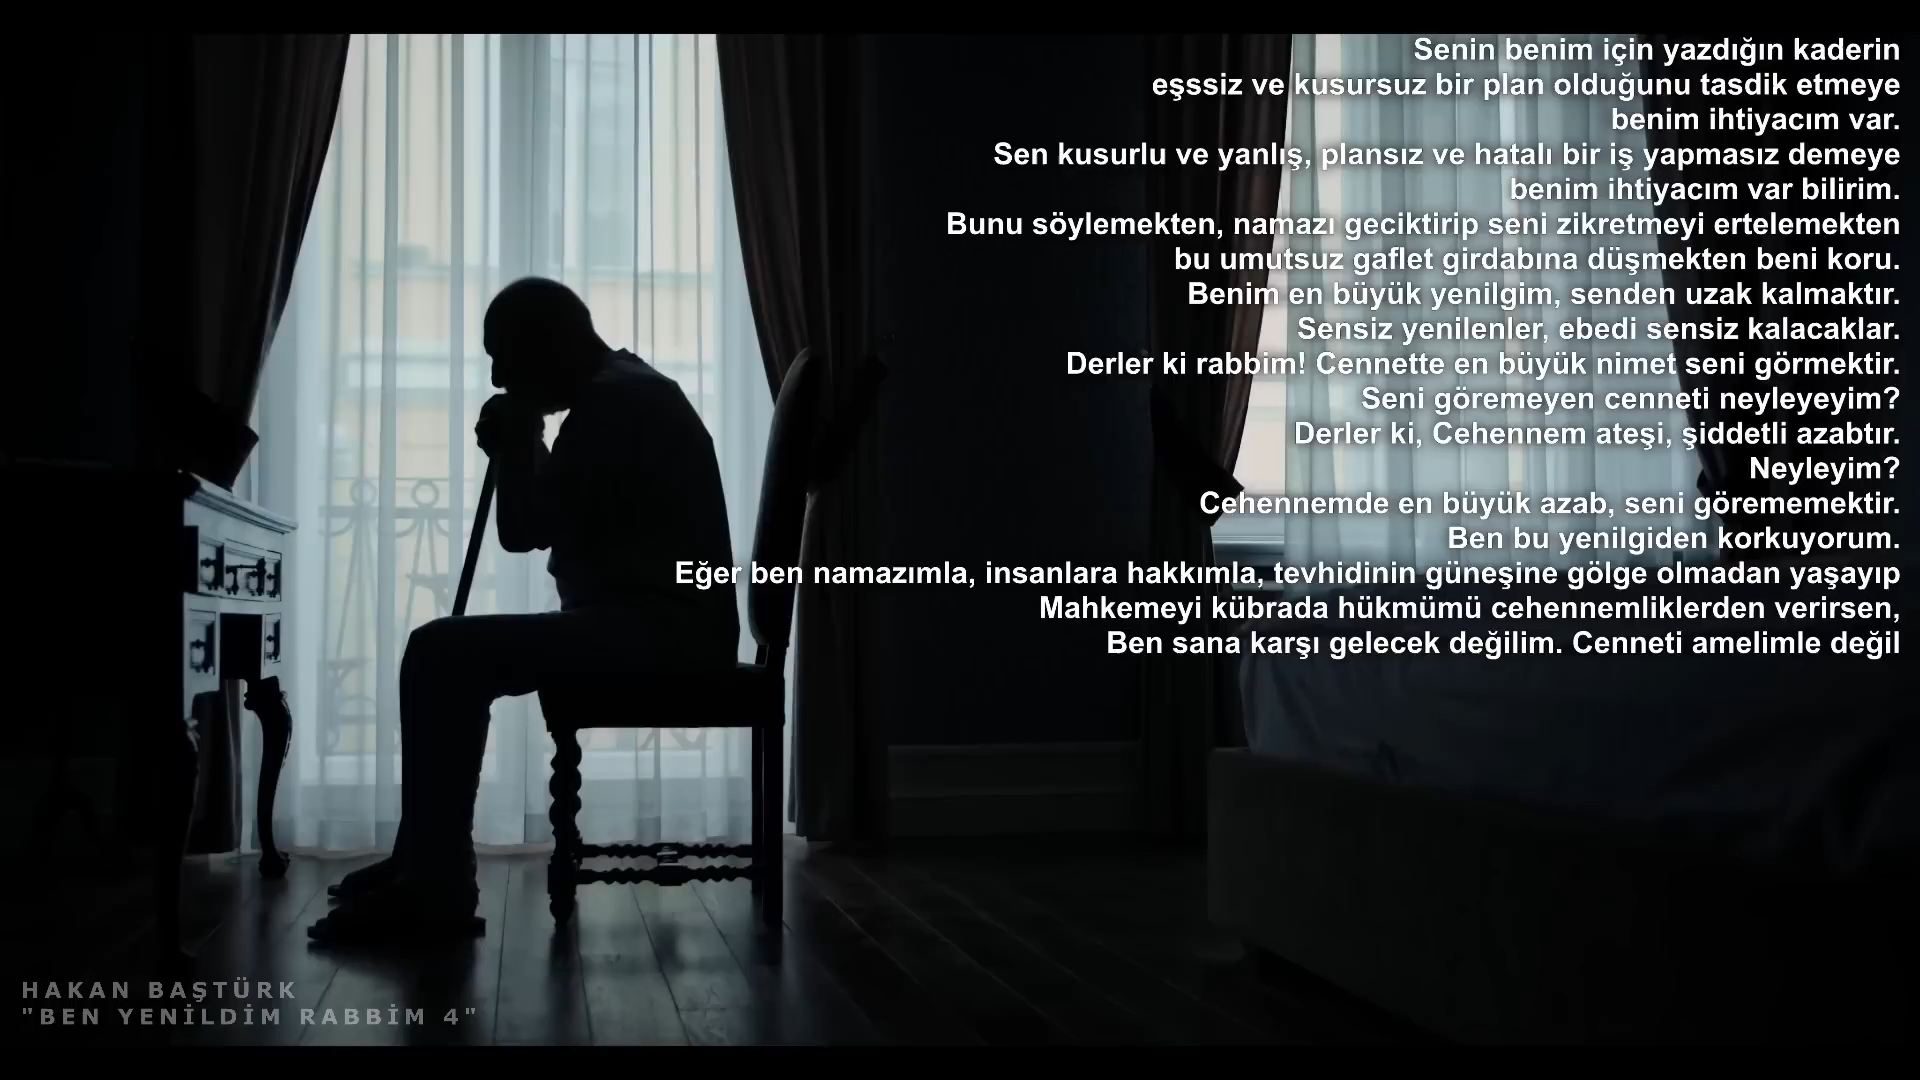 Senin benim için yazdığın kaderin
eşssiz ve kusursuz bir plan olduğunu tasdik etmeye
benim ihtiyacım var.
Sen kusurlu ve yanlış, plansız ve hatalı bir iş yapmasız demeye
benim ihtiyacım var bilirim.
Bunu söylemekten, namazı geciktirip seni zikretmeyi ertelemekten
bu umutsuz gaflet girdabına düşmekten beni koru.
Benim en büyük yenilgim, senden uzak kalmaktır.
Sensiz yenilenler, ebedi sensiz kalacaklar.
Derler ki rabbim! Cennette en büyük nimet seni görmektir.
Seni göremeyen cenneti neyleyeyim?
Derler ki, Cehennem ateşi, şiddetli azabtır.
Neyleyim?
Cehennemde en büyük azab, seni görememektir.
Ben bu yenilgiden korkuyorum.
Eğer ben namazımla, insanlara hakkımla, tevhidinin güneşine gölge olmadan yaşayıp
Mahkemeyi kübrada hükmümü cehennemliklerden verirsen,
Ben sana karşı gelecek değilim. Cenneti amelimle değil
HAKAN BAŞTÜRK
"BEN YENİLDİM RABBİM 4"